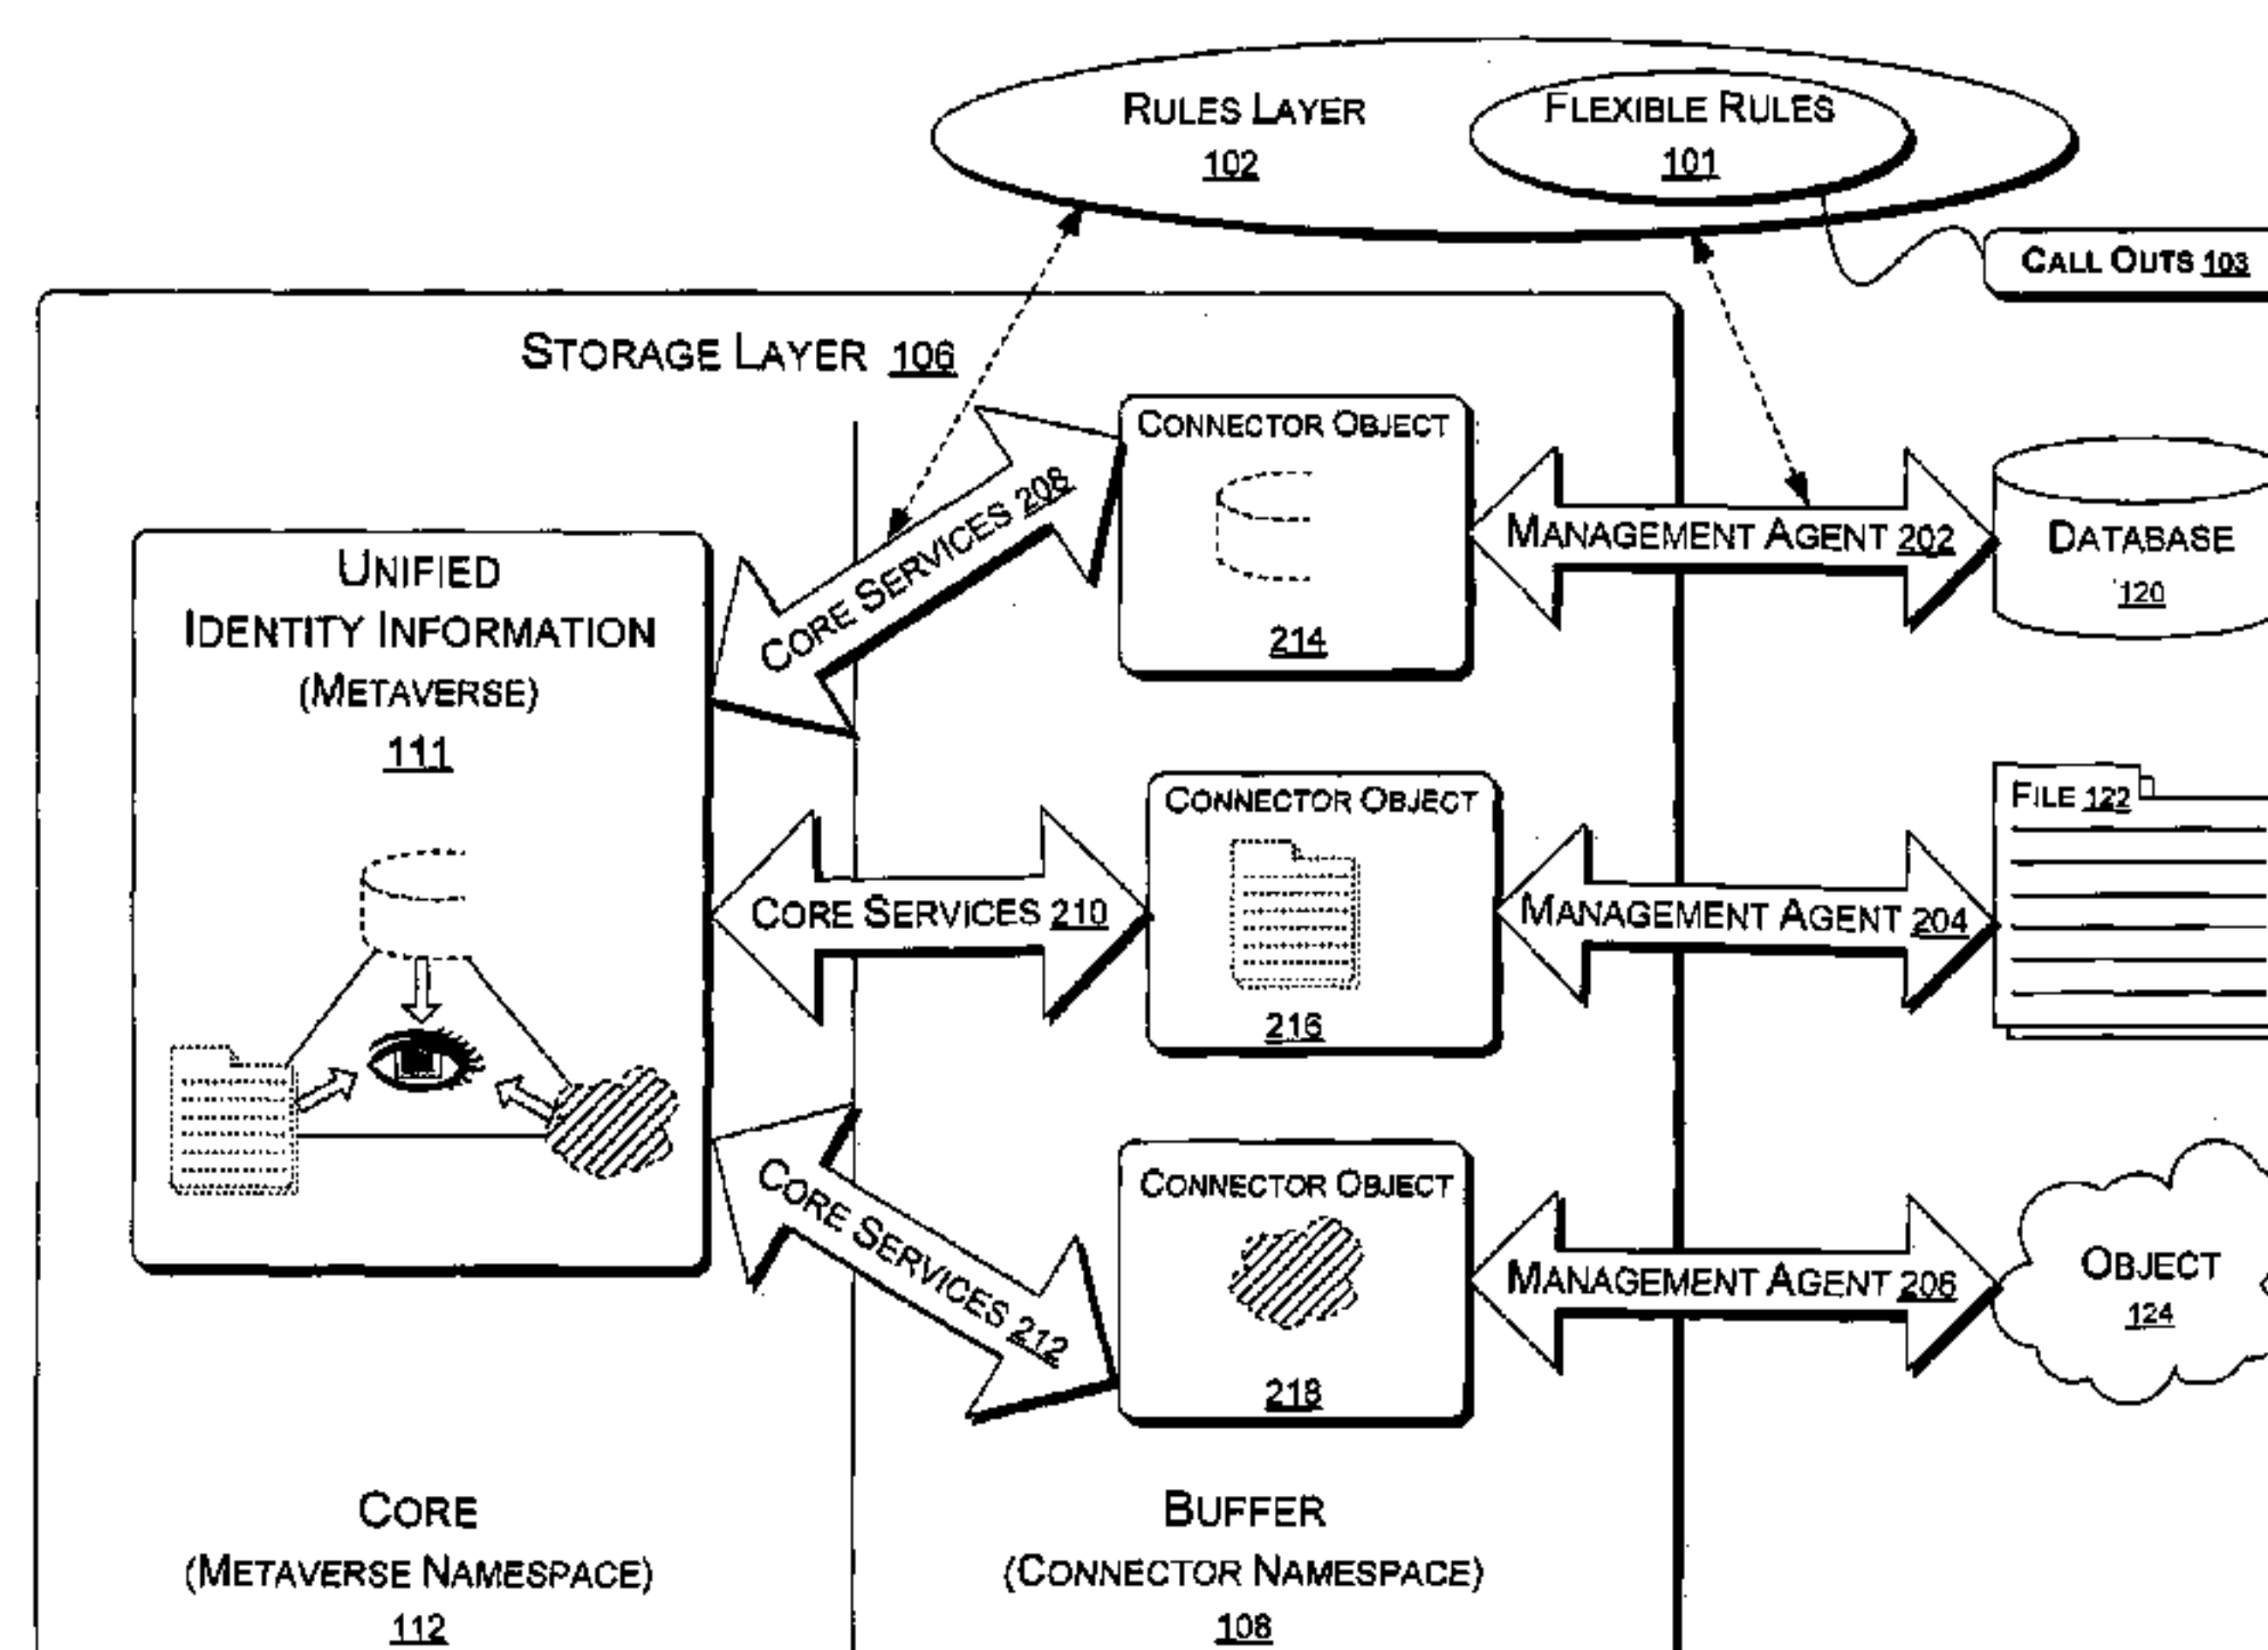 RULES LAYER
102
FLEXIBLE RULES
101
CALL OUTS 103
STORAGE LAYER 106
CONNECTOR OBJECT
214
CORE SERVICES 208
MANAGEMENT AGENT 202
DATABASE
120
UNIFIED
IDENTITY INFORMATION
(METAVERSE)
111
CONNECTOR OBJECT
216
CORE SERVICES 210
MANAGEMENT AGENT 204
FILE 122
CONNECTOR OBJECT
218
CORE SERVICES 212
MANAGEMENT AGENT 206
OBJECT
124
CORE
(METAVERSE NAMESPACE)
112
BUFFER
(CONNECTOR NAMESPACE)
108